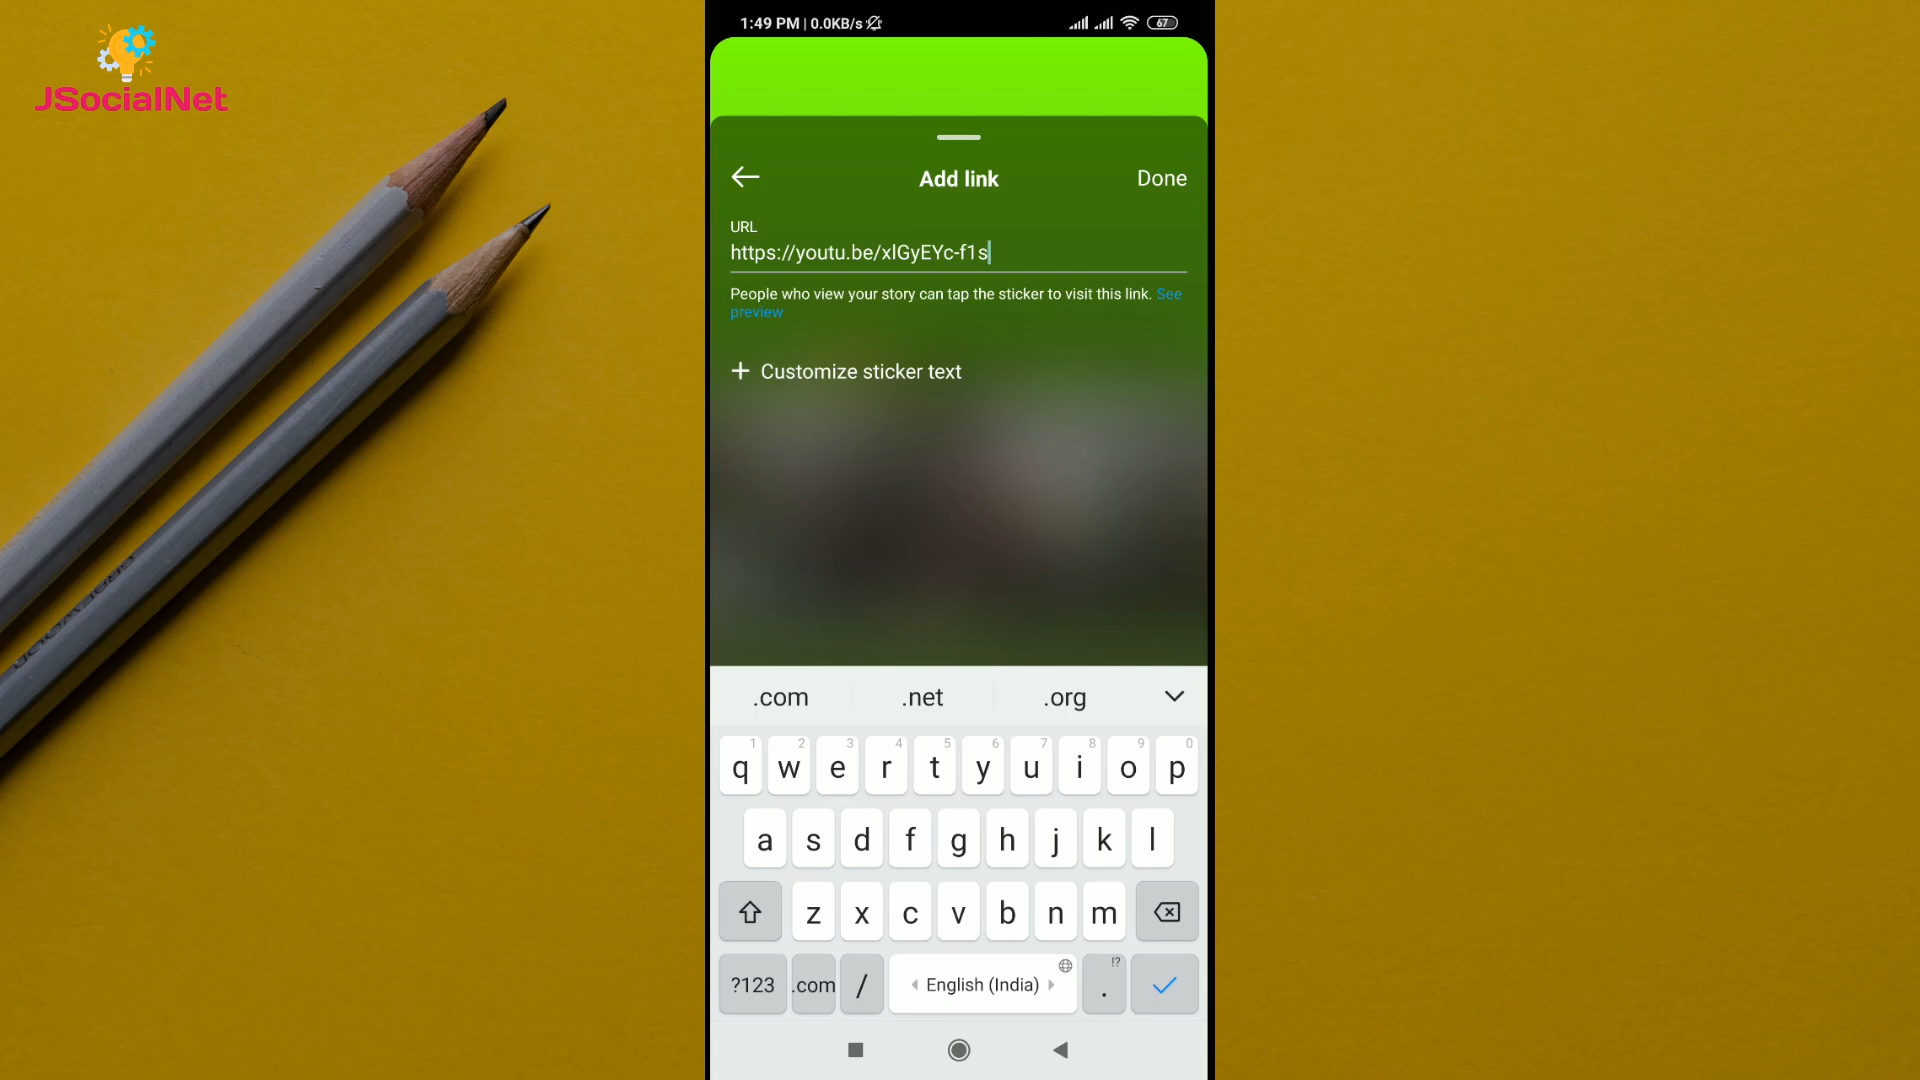 JSocialNet
1:49 PM | 0.0KB/s
67
Add link
Done
URL
https://youtu.be/xlGyEYc-f1s
People who view your story can tap the sticker to visit this link. See
preview
+ Customize sticker text
.com .net .org
1 2 3 4 5 6 7 8 9 0
q w e r t y u i o p
a s d f g h j k l
z x c v b n m
!?
?123 .com / English (India) .